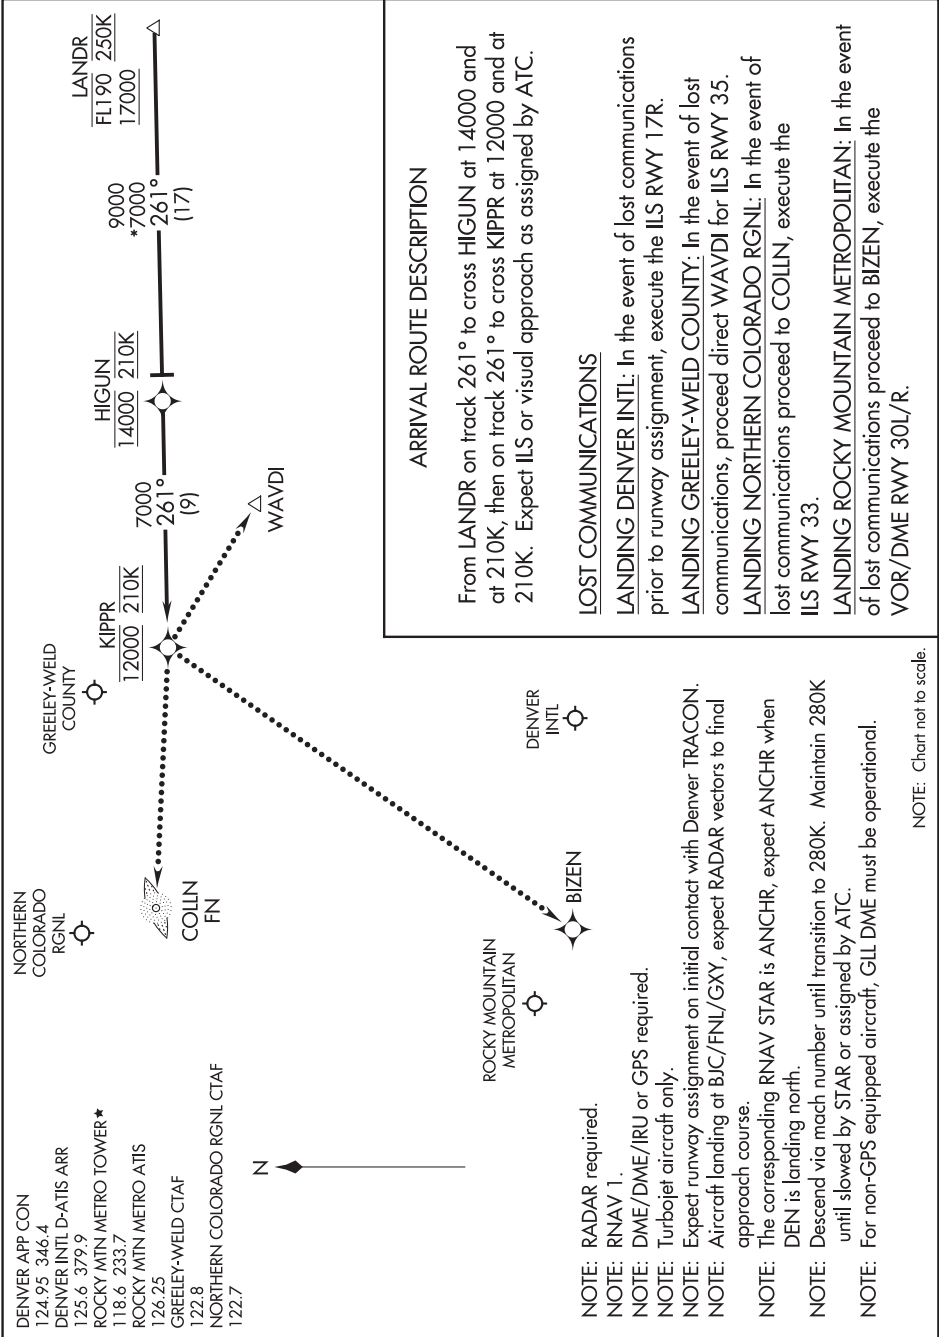 DENVER APP CON
124.95 346.4
DENVER INTL D-ATIS ARR
125.6 379.9
ROCKY MTN METRO TOWER★
118.6 233.7
ROCKY MTN METRO ATIS
126.25
GREELEY-WELD CTAF
122.8
NORTHERN COLORADO RGNL CTAF
122.7
N
NORTHERN
COLORADO
RGNL
COLLN
FN
GREELEY-WELD
COUNTY
KIPPR
12000 210K
7000
261°
(9)
HIGUN
14000 210K
9000
*7000
261°
(17)
LANDR
FL190 250K
17000
WAVDI
ROCKY MOUNTAIN
METROPOLITAN
BIZEN
DENVER
INTL
NOTE: RADAR required.
NOTE: RNAV 1.
NOTE: DME/DME/IRU or GPS required.
NOTE: Turbojet aircraft only.
NOTE: Expect runway assignment on initial contact with Denver TRACON.
NOTE: Aircraft landing at BJC/FNL/GXY, expect RADAR vectors to final
approach course.
NOTE: The corresponding RNAV STAR is ANCHR, expect ANCHR when
DEN is landing north.
NOTE: Descend via mach number until transition to 280K. Maintain 280K
until slowed by STAR or assigned by ATC.
NOTE: For non-GPS equipped aircraft, GLL DME must be operational.
NOTE: Chart not to scale.
ARRIVAL ROUTE DESCRIPTION
From LANDR on track 261° to cross HIGUN at 14000 and
at 210K, then on track 261° to cross KIPPR at 12000 and at
210K. Expect ILS or visual approach as assigned by ATC.
LOST COMMUNICATIONS
LANDING DENVER INTL: In the event of lost communications
prior to runway assignment, execute the ILS RWY 17R.
LANDING GREELEY-WELD COUNTY: In the event of lost
communications, proceed direct WAVDI for ILS RWY 35.
LANDING NORTHERN COLORADO RGNL: In the event of
lost communications proceed to COLLN, execute the
ILS RWY 33.
LANDING ROCKY MOUNTAIN METROPOLITAN: In the event
of lost communications proceed to BIZEN, execute the
VOR/DME RWY 30L/R.